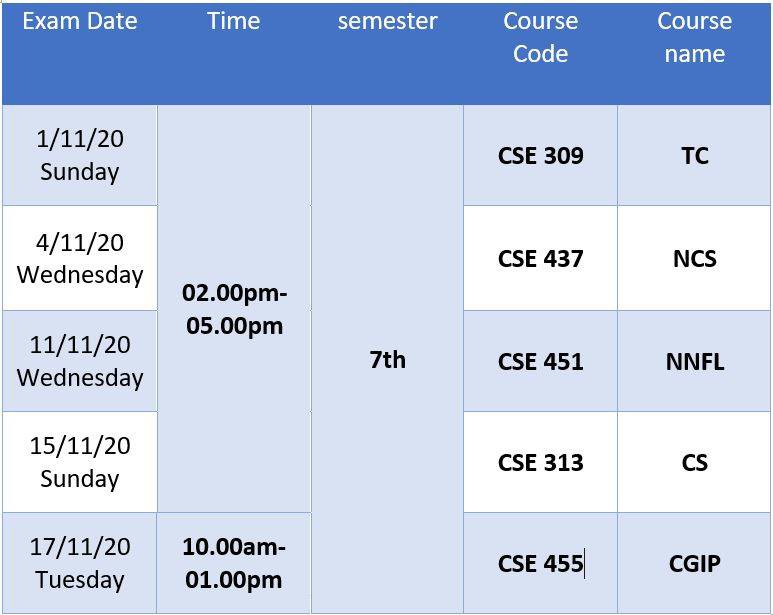 Exam Date Time semester Course Code Course name
1/11/20
Sunday
02.00pm-
05.00pm
7th
CSE 309
TC
4/11/20
Wednesday
CSE 437
NCS
11/11/20
Wednesday
CSE 451
NNFL
15/11/20
Sunday
CSE 313
CS
17/11/20
Tuesday
10.00am-
01.00pm
CSE 455
CGIP